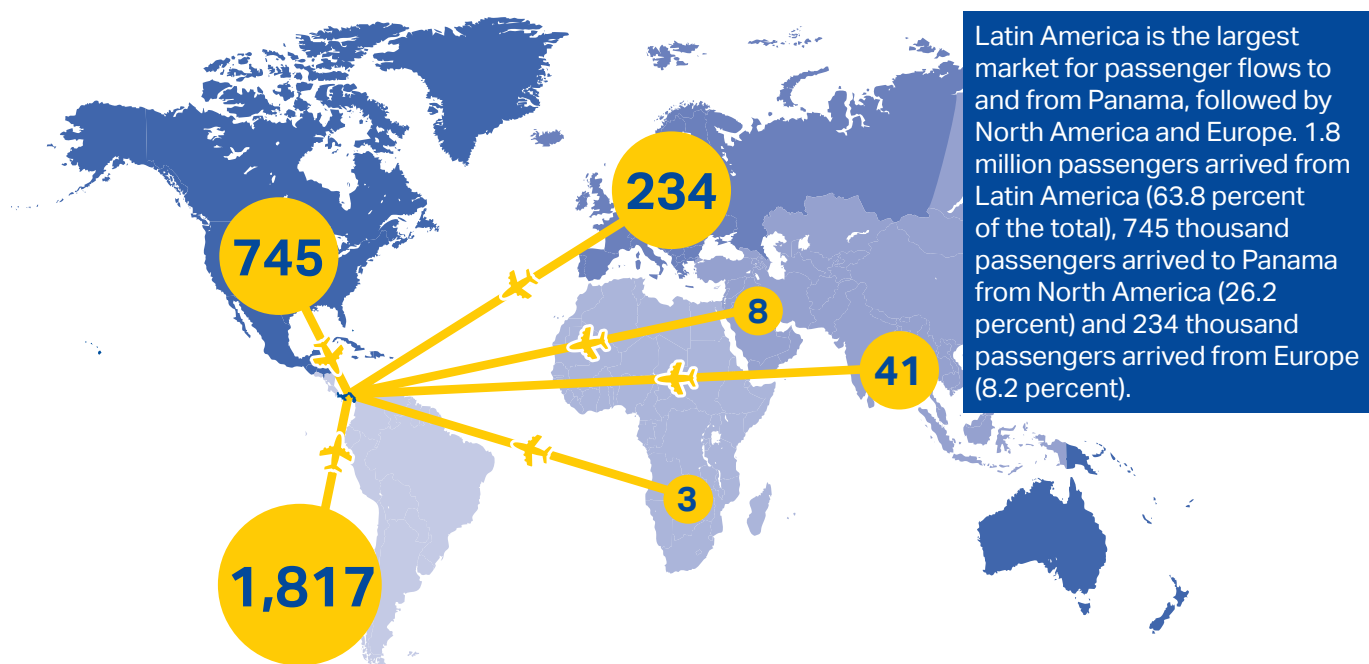 Latin America is the largest
market for passenger flows to
and from Panama, followed by
North America and Europe. 1.8
million passengers arrived from
Latin America (63.8 percent
of the total), 745 thousand
passengers arrived to Panama
from North America (26.2
percent) and 234 thousand
passengers arrived from Europe
(8.2 percent).
234
745
8
41
3
1,817